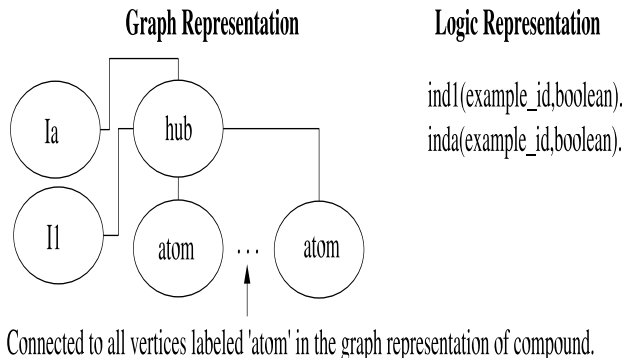 Graph Representation
Logic Representation
Ia
hub
ind1(example_id,boolean).
inda(example_id,boolean).
I1
atom
. . .
atom
Connected to all vertices labeled 'atom' in the graph representation of compound.